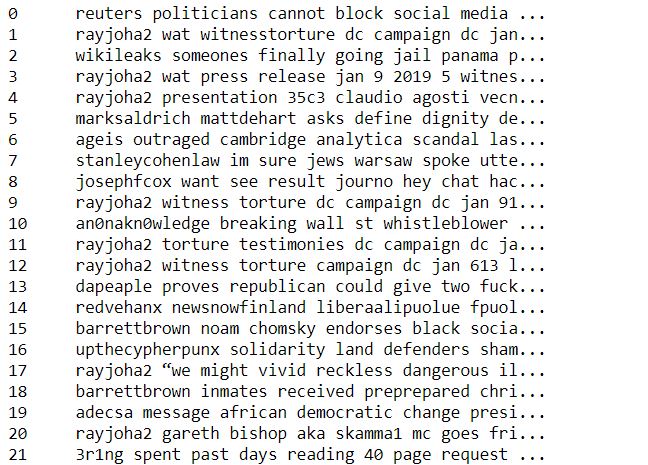 0 reuters politicians cannot block social media ...
1 rayjoha2 wat witnesstorture dc campaign dc jan...
2 wikileaks someones finally going jail panama p...
3 rayjoha2 wat press release jan 9 2019 5 witnes...
4 rayjoha2 presentation 35c3 claudio agosti vecn...
5 marksaldrich mattdehart asks define dignity de...
6 ageis outraged cambridge analytica scandal las...
7 stanleycohenlaw im sure jews warsaw spoke utte...
8 josephfcox want see result journo hey chat hac...
9 rayjoha2 witness torture dc campaign dc jan 91...
10 an0nakn0wledge breaking wall st whistleblower ...
11 rayjoha2 torture testimonies dc campaign dc ja...
12 rayjoha2 witness torture campaign dc jan 613 l...
13 dapeaple proves republican could give two fuck...
14 redvehanx newsnowfinland liberaalipuolue fpuol...
15 barrettbrown noam chomsky endorses black socia...
16 upthecypherpunx solidarity land defenders sham...
17 rayjoha2 “we might vivid reckless dangerous il...
18 barrettbrown inmates received preprepared chri...
19 adecsa message african democratic change presi...
20 rayjoha2 gareth bishop aka skamma1 mc goes fri...
21 3r1ng spent past days reading 40 page request ...